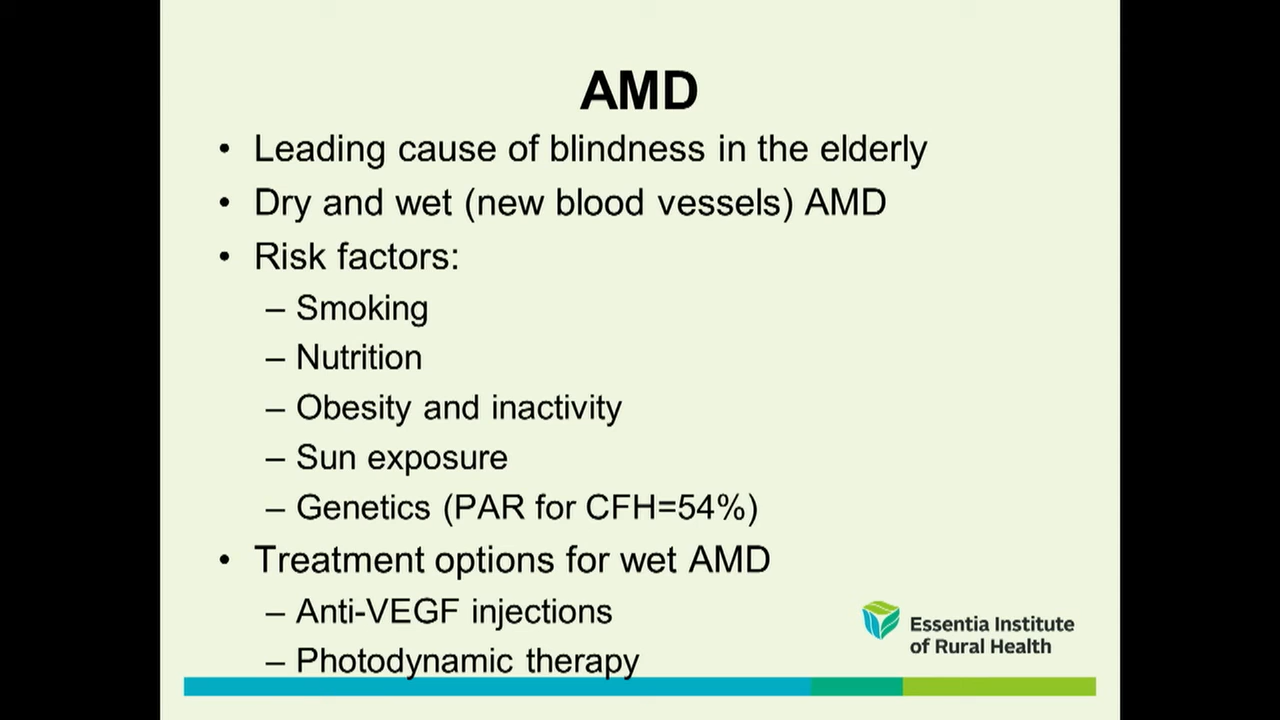 AMD
• Leading cause of blindness in the elderly
• Dry and wet (new blood vessels) AMD
• Risk factors:
– Smoking
– Nutrition
– Obesity and inactivity
– Sun exposure
– Genetics (PAR for CFH=54%)
• Treatment options for wet AMD
– Anti-VEGF injections
– Photodynamic therapy
Essentia Institute
of Rural Health